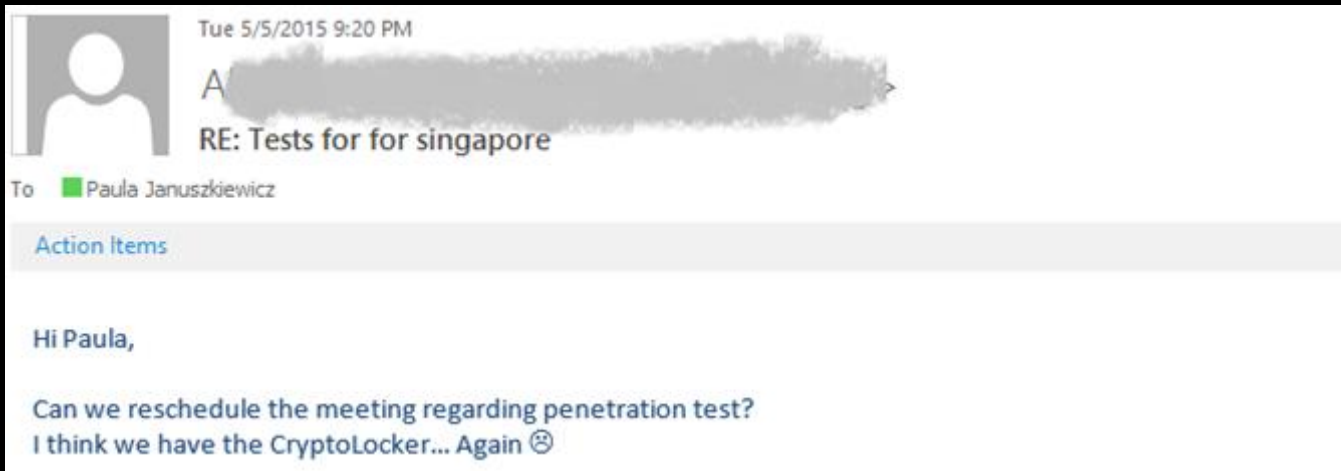 Tue 5/5/2015 9:20 PM
A
RE: Tests for for singapore
To Paula Januszkiewicz
Action Items
Hi Paula,
Can we reschedule the meeting regarding penetration test?
I think we have the CryptoLocker... Again ☹